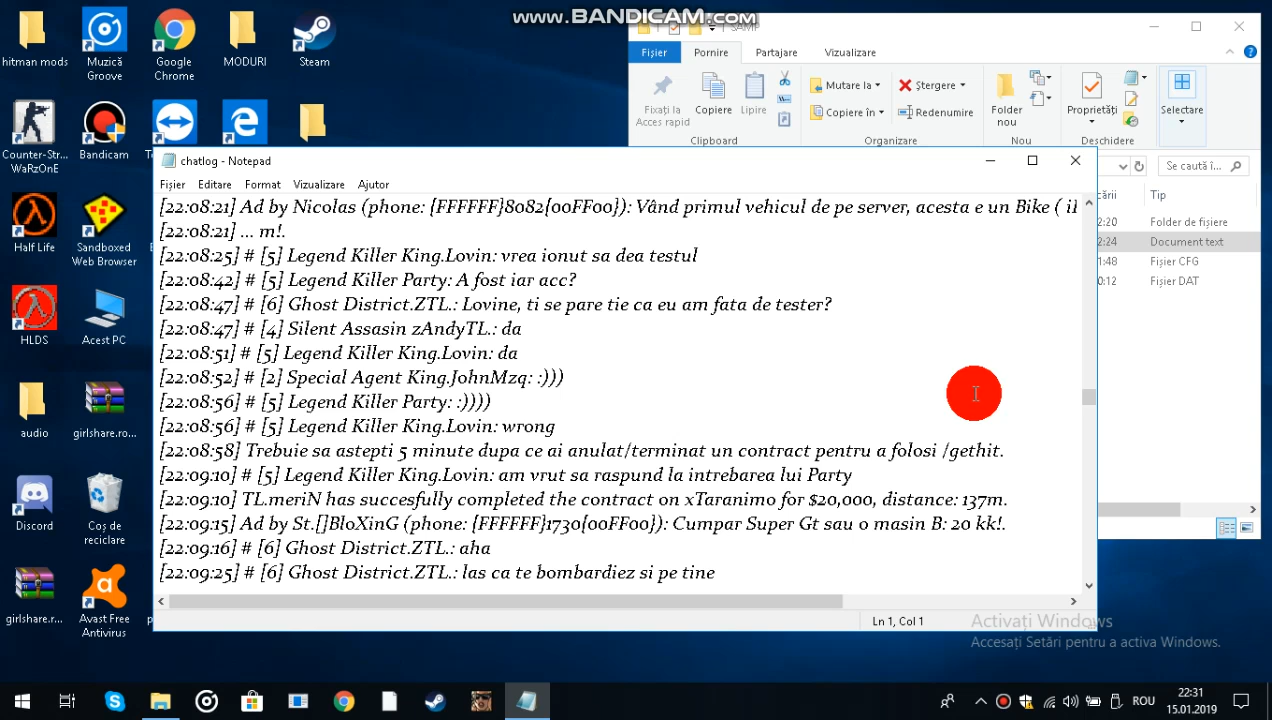 www.BANDICAM.com
SAMP
hitman mods
Muzică Groove
Google Chrome
MODURI
Steam
Fișier Pornire Partajare Vizualizare
Fixați la Acces rapid
Copiere
Lipire
Mutare la
Copiere în
Ștergere
Redenumire
Folder nou
Proprietăți
Selectare
Clipboard
Organizare
Nou
Deschidere
Counter-Str... WaRzOnE
Bandicam
Se caută î...
Tip
2:20 Folder de fișiere
2:24 Document text
1:48 Fișier CFG
0:12 Fișier DAT
Half Life
Sandboxed Web Browser
HLDS
Acest PC
audio
girlshare.ro...
Discord
Coș de reciclare
girlshare.r...
Avast Free Antivirus
chatlog - Notepad
Fișier Editare Format Vizualizare Ajutor
[22:08:21] Ad by Nicolas (phone: {FFFFFF}8082{00FF00}): Vând primul vehicul de pe server, acesta e un Bike (
[22:08:21] ... m!.
[22:08:25] # [5] Legend Killer King.Lovin: vrea ionut sa dea testul
[22:08:42] # [5] Legend Killer Party: A fost iar acc?
[22:08:47] # [6] Ghost District.ZTL.: Lovine, ti se pare tie ca eu am fata de tester?
[22:08:47] # [4] Silent Assasin zAndyTL.: da
[22:08:51] # [5] Legend Killer King.Lovin: da
[22:08:52] # [2] Special Agent King.JohnMzq: :)))
[22:08:56] # [5] Legend Killer Party: :))))
[22:08:56] # [5] Legend Killer King.Lovin: wrong
[22:08:58] Trebuie sa astepti 5 minute dupa ce ai anulat/terminat un contract pentru a folosi /gethit.
[22:09:10] # [5] Legend Killer King.Lovin: am vrut sa raspund la intrebarea lui Party
[22:09:10] TL.meriN has succesfully completed the contract on xTaranimo for $20,000, distance: 137m.
[22:09:15] Ad by St.[]BloXinG (phone: {FFFFFF}1730{00FF00}): Cumpar Super Gt sau o masin B: 20 kk!.
[22:09:16] # [6] Ghost District.ZTL.: aha
[22:09:25] # [6] Ghost District.ZTL.: las ca te bombardiez si pe tine
Ln 1, Col 1
Activați Windows
Accesați Setări pentru a activa Windows.
ROU
22:31
15.01.2019